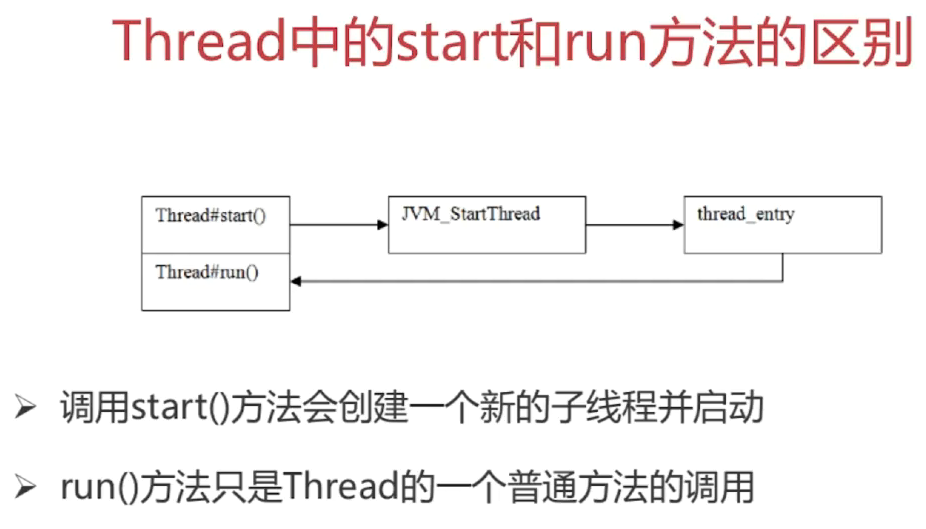 Thread中的start和run方法的区别
Thread#start()
JVM_StartThread
thread_entry
Thread#run()
➢ 调用start()方法会创建一个新的子线程并启动
➢ run()方法只是Thread的一个普通方法的调用